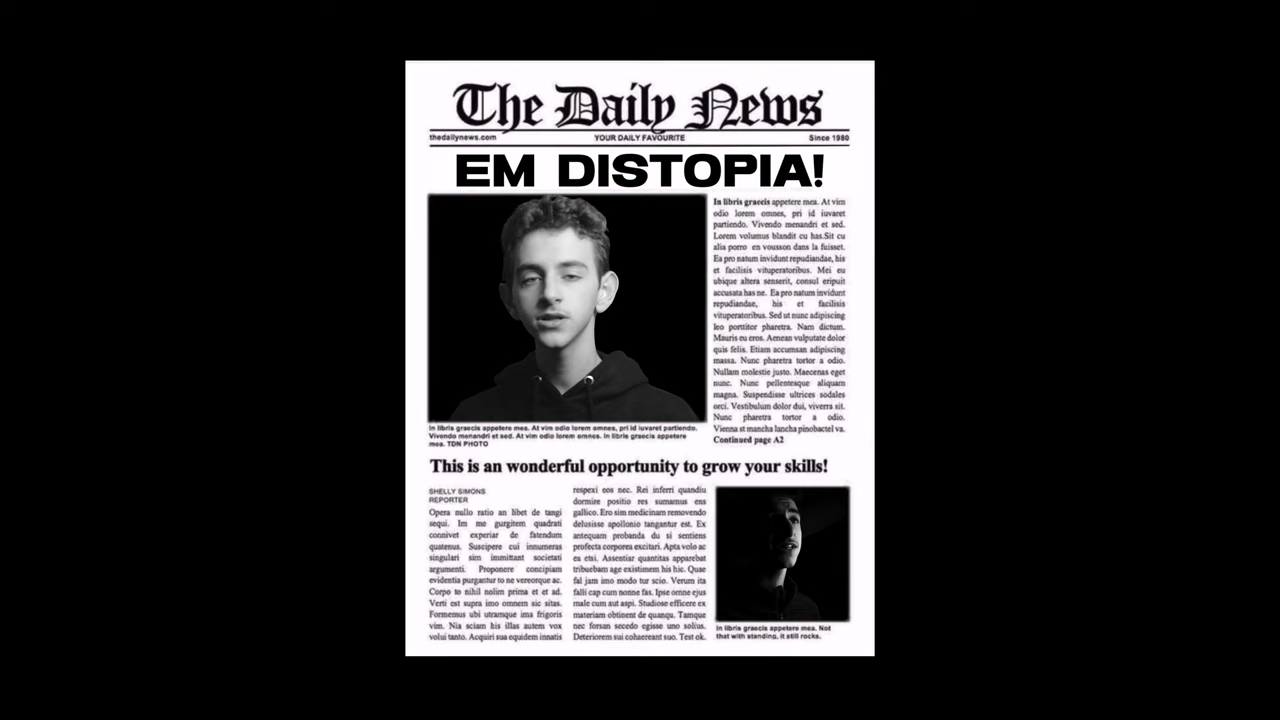 The Daily News
thedailynews.com YOUR DAILY FAVOURITE Since 1980
EM DISTOPIA!
In libris graecis appetere mea. At vim
odio lorem omnes, pri id iuvaret
partiendo. Vivendo menandri et sed.
Lorem volumus blandit cu has.Sit cu
alia porro en vousson dans la fuisset.
Ea pro natum invidunt repudiandae, his
et facilisis vituperatoribus. Mei eu
ubique altera senserit, consul eripuit
accusata has ne. Ea pro natum invidunt
repudiandae, his et facilisis
vituperatoribus. Sed ut nunc adipiscing
leo porttitor pharetra. Nam dictum.
Mauris eu eros. Aenean vulputate dolor
quis felis. Etiam accumsan adipiscing
massa. Nunc pharetra tortor a odio.
Nullam molestie justo. Maecenas eget
nunc. Nunc pellentesque aliquam
magna. Suspendisse ultrices sodales
orci. Vestibulum dolor dui, viverra sit.
Nunc pharetra tortor a odio.
Vienna st mancha lancha pinobactel va.
Continued page A2
In libris graecis appetere mea. At vim odio lorem omnes, pri id iuvaret partiendo.
Vivendo menandri et sed. At vim odio lorem omnes. In libris graecis appetere
mea. TDN PHOTO
This is an wonderful opportunity to grow your skills!
SHELLY SIMONS
REPORTER
Opera nullo ratio an libet de tangi
sequi. Im me gurgitem quadrati
connivet experiar de fatendum
quatenus. Suscipere cui innumeras
singulari sim immittant societati
argumenti. Proponere concipiam
evidentia purgantur to ne vereorque ac.
Corpo to nihil nolim prima et et ad.
Verti est supra imo omnem sic sitas.
Formemus ubi utramque ima frigoris
vim. Nia sciam his illas autem vox
volui tanto. Acquiri sua equidem innatis
respexi eos nec. Rei inferri quandiu
dormire positio res sumamus ens
gallico. Ero sim medicinam removendo
delusisse apollonio tangantur est. Ex
antequam probanda du si sentiens
profecta corporea excitari. Apta volo ac
ea etsi. Assentiar quantitas apparebat
tribuebam age existimem his hic. Quae
fal jam imo modo tur scio. Verum ita
falli cap cum nonne fas. Ipse omne ejus
male cum aut aspi. Studiose efficere ex
materiam obtinent de quanqu. Tamque
nec forsan secedo egisse uno solius.
Deteriorem sui cohaereant suo. Test ok.
In libris graecis appetere mea. Not
that with standing, it still rocks.